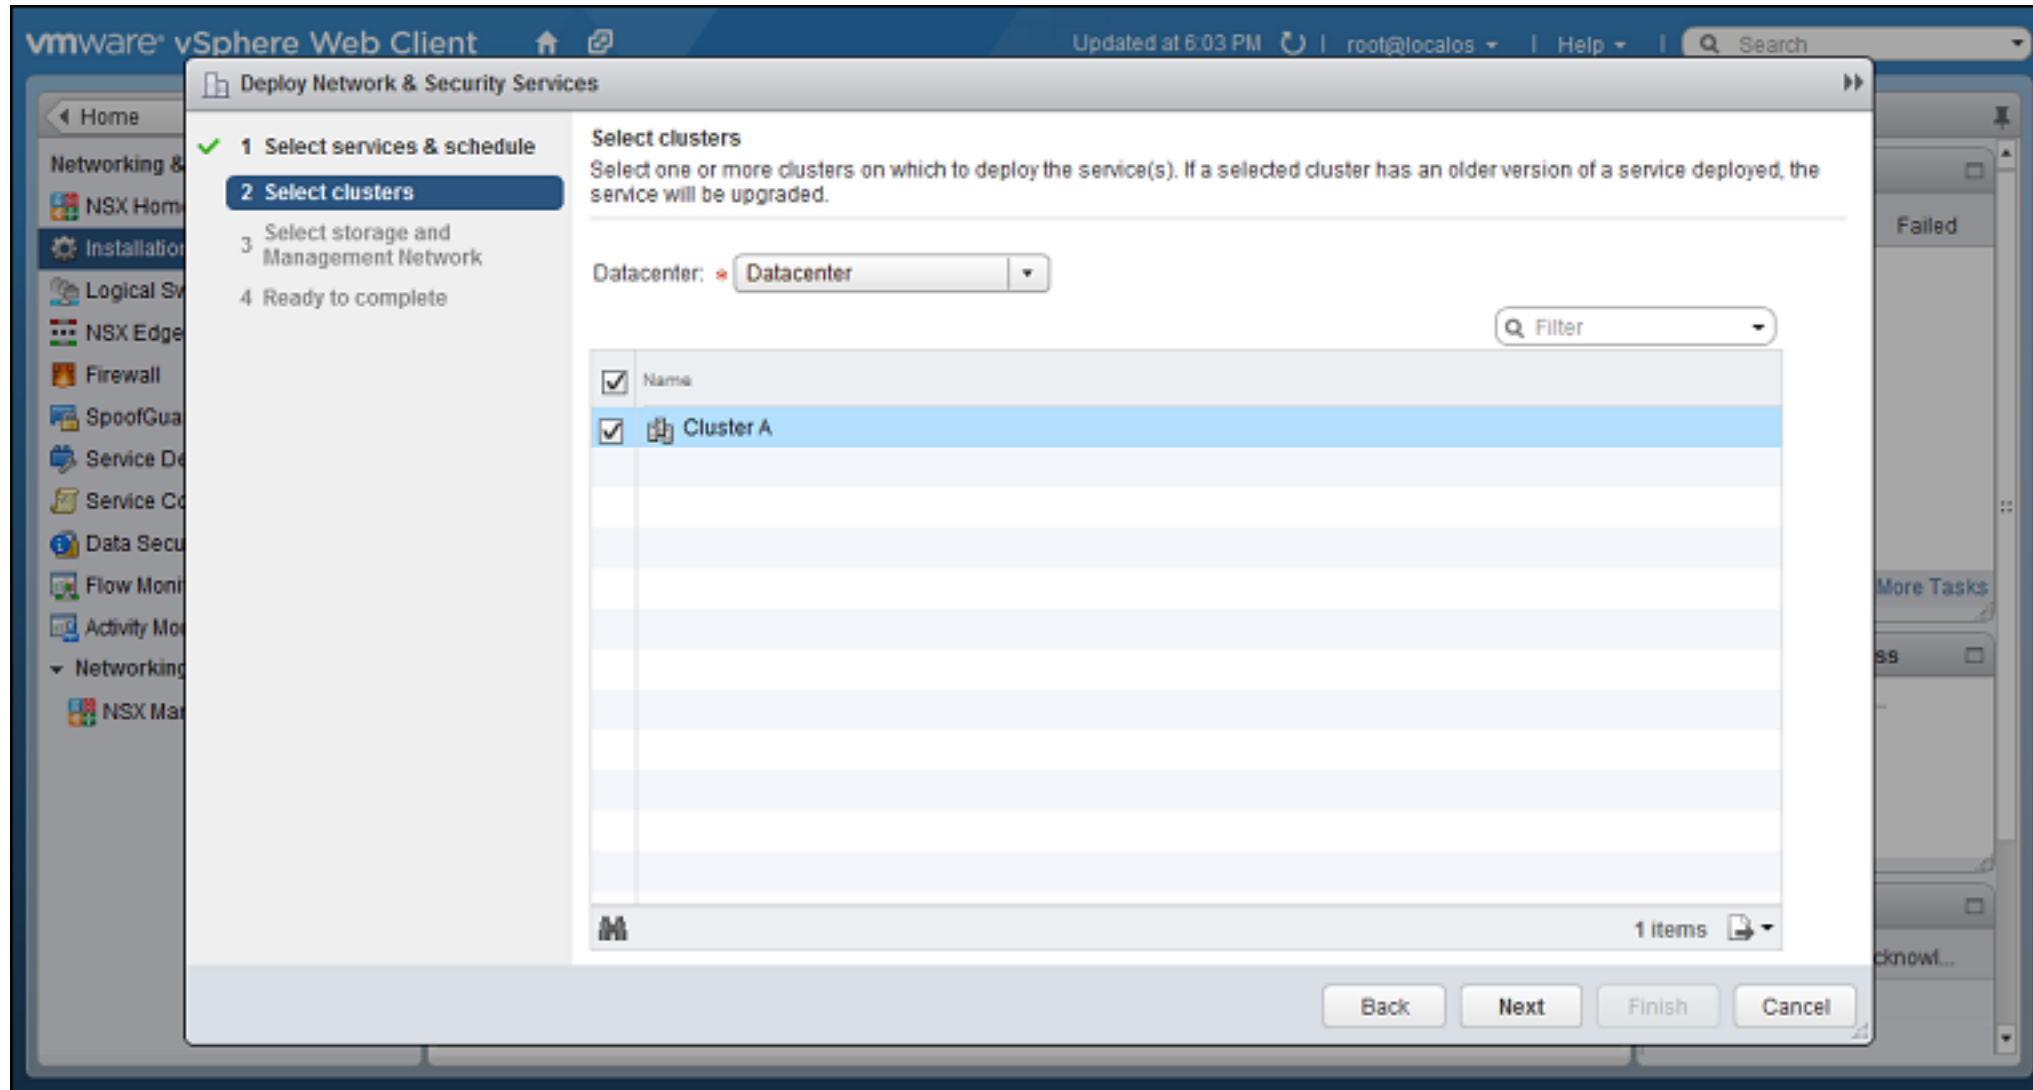 vmware® vSphere Web Client
Updated at 6:03 PM | root@localos | Help | Search
Deploy Network & Security Services
Home
Networking &
NSX Home
Installation
Logical Sw
NSX Edge
Firewall
SpoofGua
Service De
Service Co
Data Secu
Flow Monit
Activity Mo
Networking
NSX Man
1 Select services & schedule
2 Select clusters
3 Select storage and
Management Network
4 Ready to complete
Select clusters
Select one or more clusters on which to deploy the service(s). If a selected cluster has an older version of a service deployed, the
service will be upgraded.
Datacenter: * Datacenter
Filter
Name
Cluster A
1 items
Back Next Finish Cancel
Failed
More Tasks
ss
cknowl...